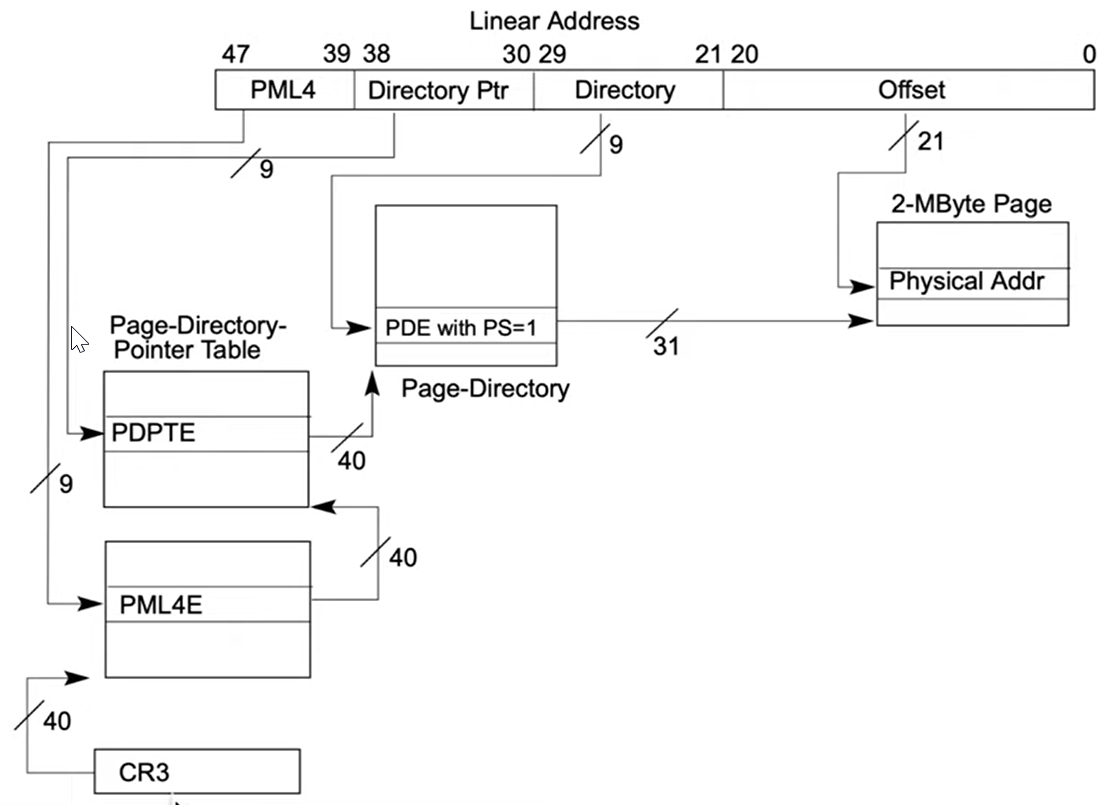 Linear Address
47 39 38 30 29 21 20 0
PML4 Directory Ptr Directory Offset
9
9
21
2-MByte Page
Physical Addr
PDE with PS=1
31
Page-Directory
Page-Directory-
Pointer Table
PDPTE
40
9
40
PML4E
40
CR3